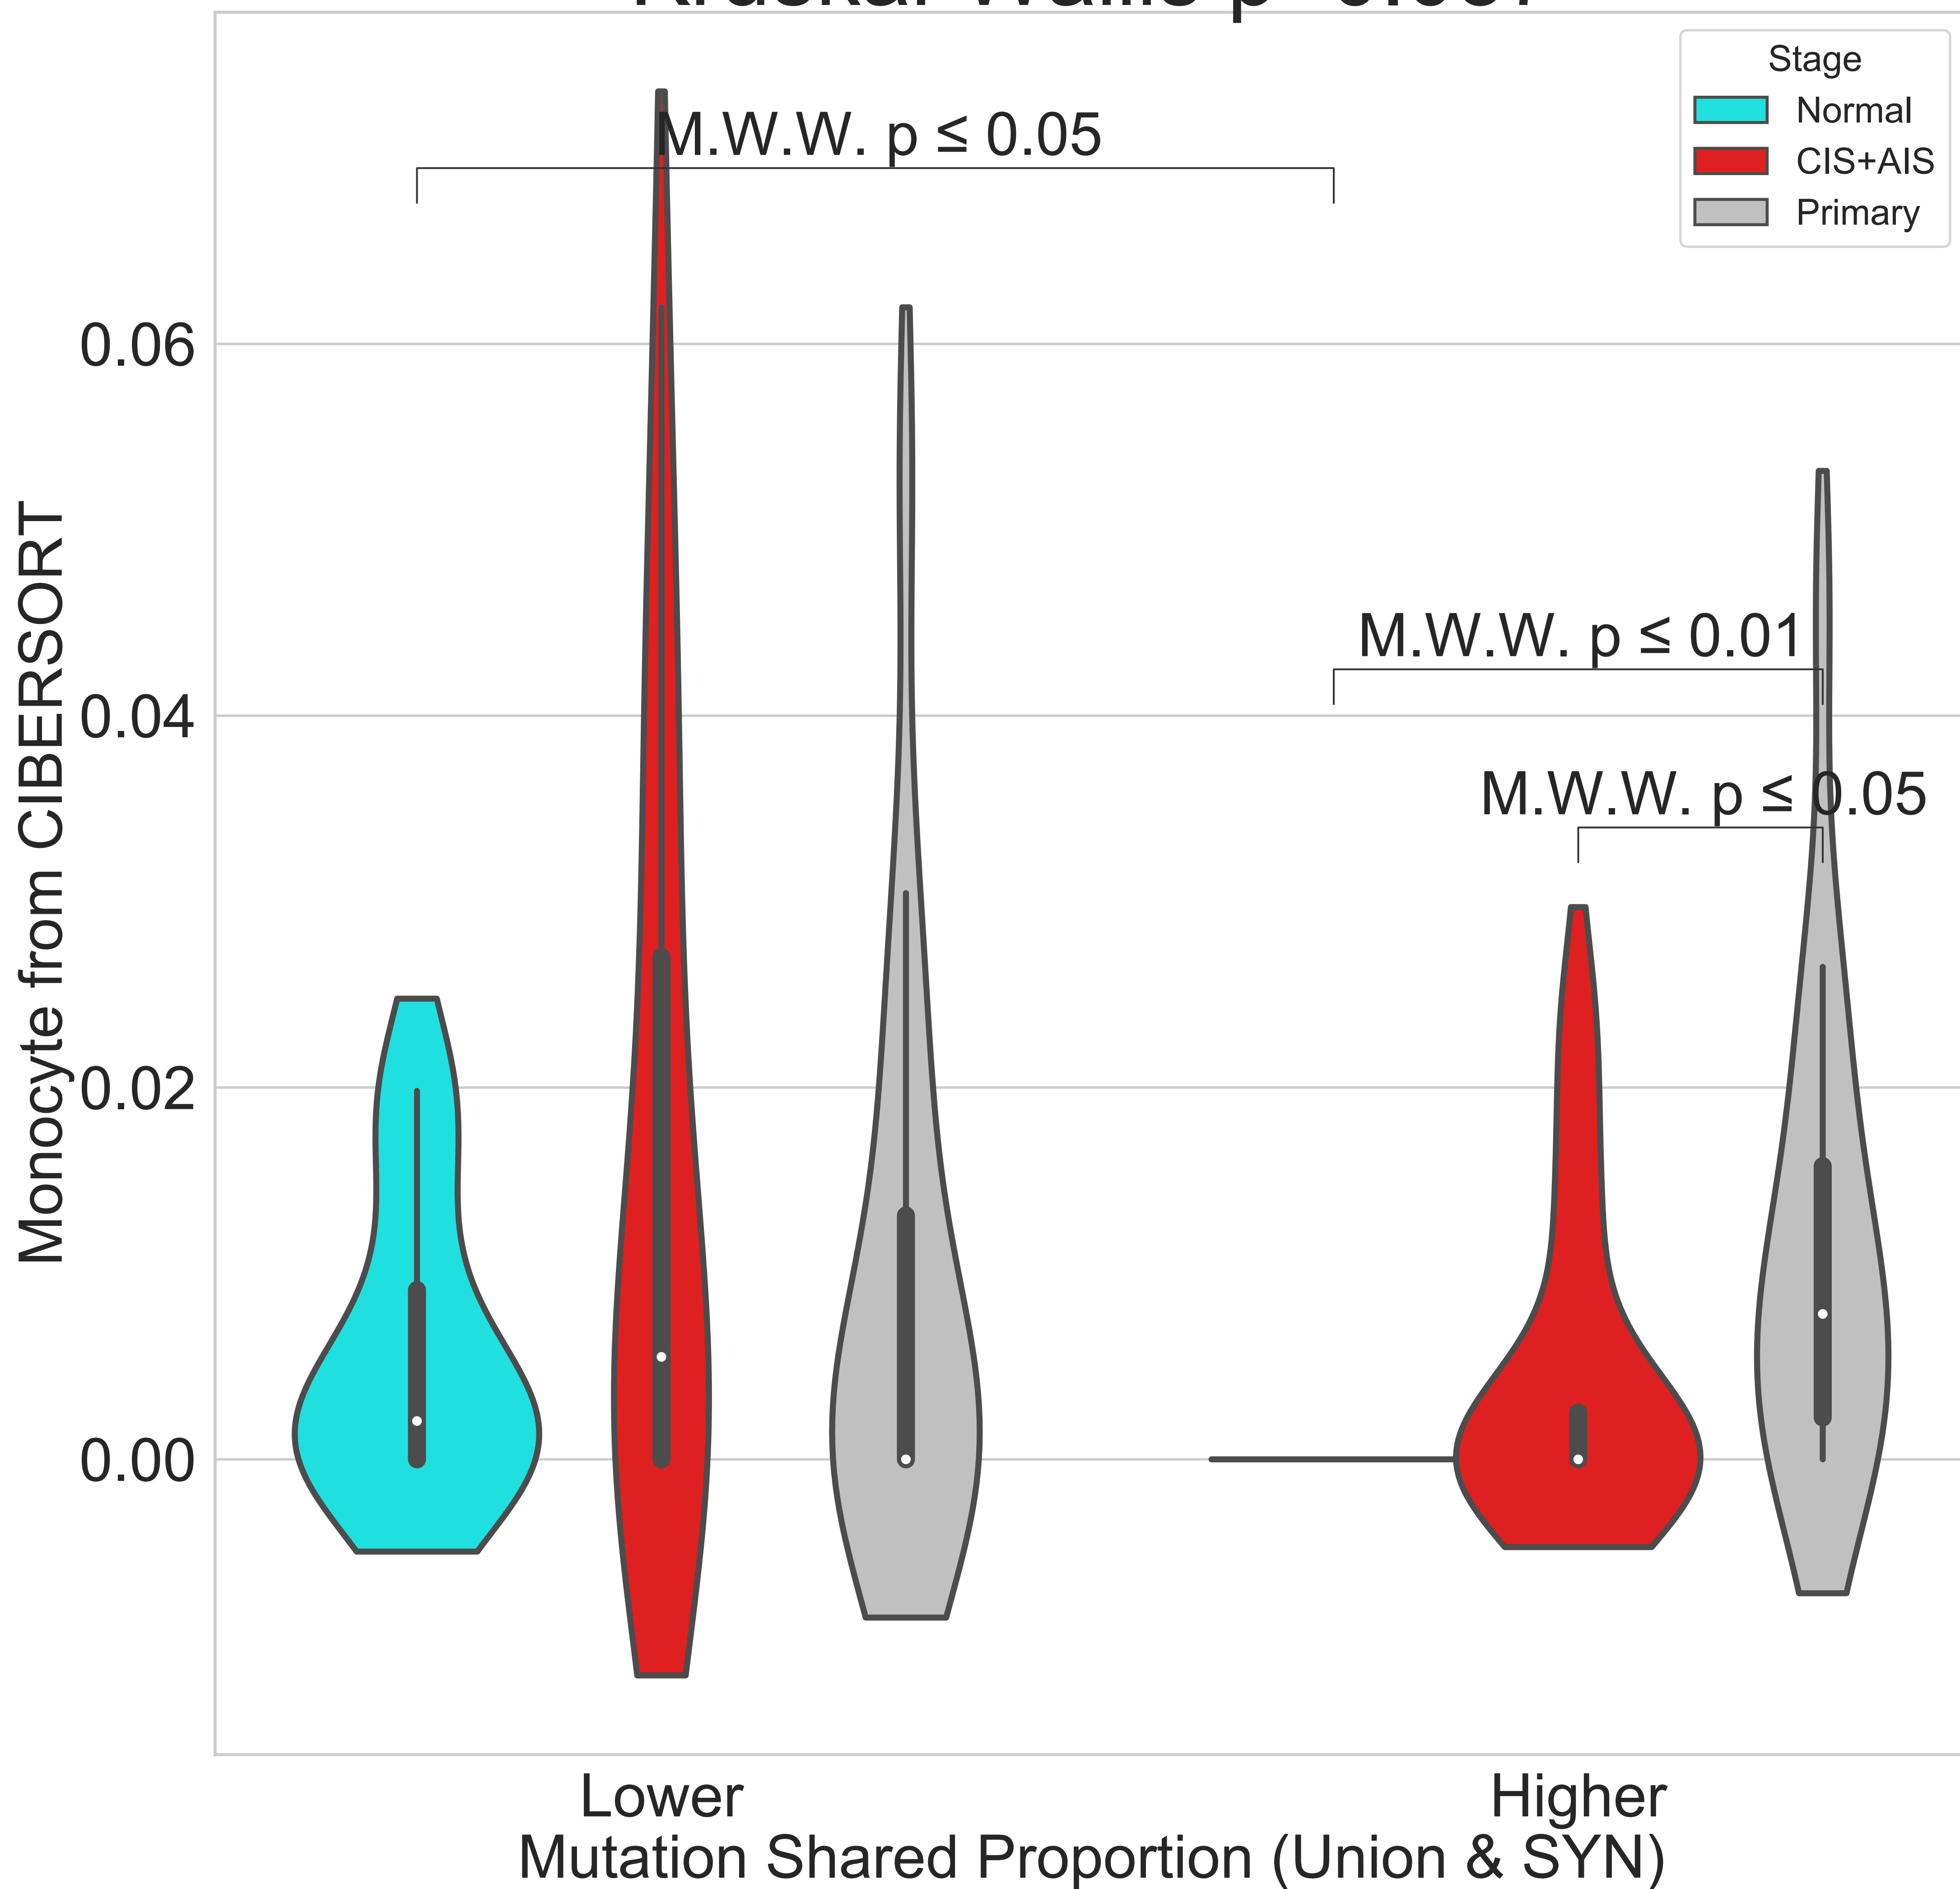 Stage
Normal
CIS+AIS
Primary
M.W.W. p ≤ 0.05
M.W.W. p ≤ 0.01
M.W.W. p ≤ 0.05
Monocyte from CIBERSORT
0.06
0.04
0.02
0.00
Lower
Higher
Mutation Shared Proportion (Union & SYN)